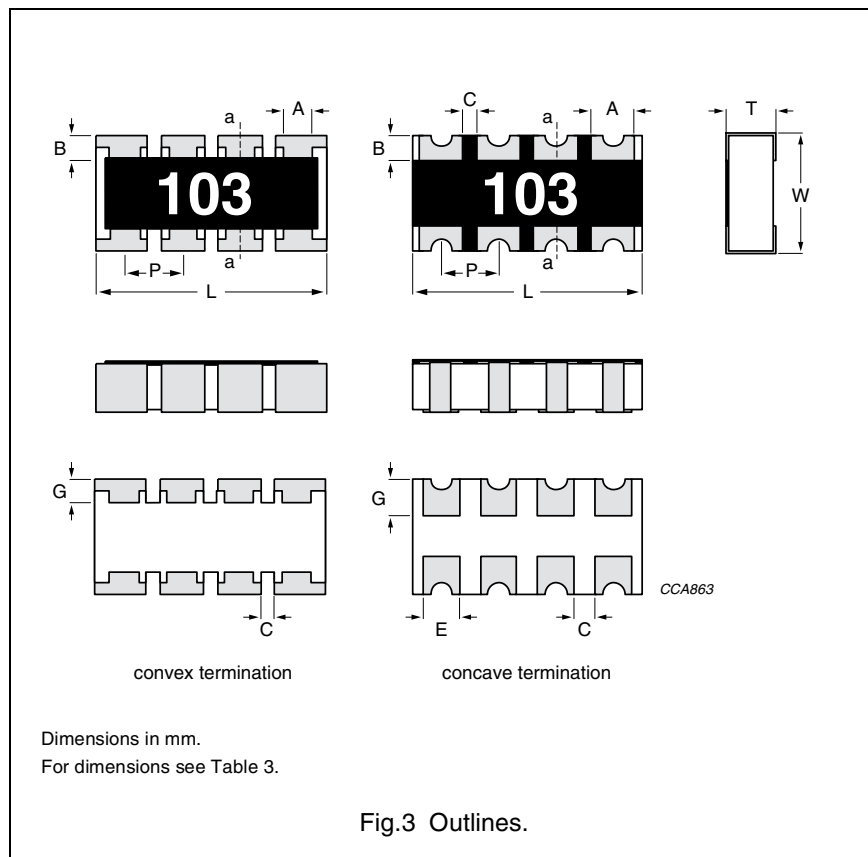 C
a A a A T
B B
103 103 W
a a
P P
L L
G G
CCA863
E C
C
convex termination concave termination
Dimensions in mm.
For dimensions see Table 3.
Fig.3 Outlines.